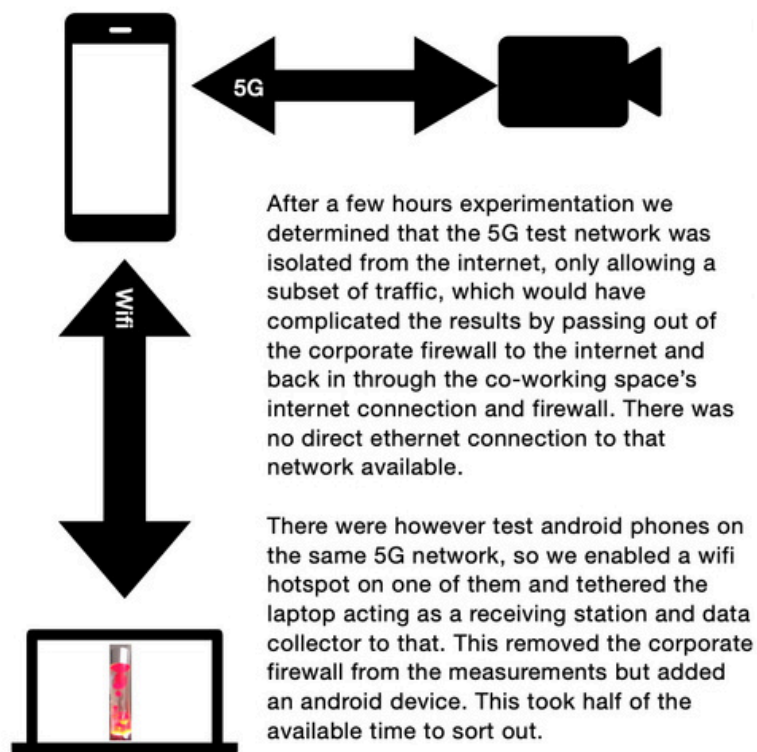 5G
After a few hours experimentation we
determined that the 5G test network was
isolated from the internet, only allowing a
subset of traffic, which would have
complicated the results by passing out of
the corporate firewall to the internet and
back in through the co-working space's
internet connection and firewall. There was
no direct ethernet connection to that
network available.
Wifi
There were however test android phones on
the same 5G network, so we enabled a wifi
hotspot on one of them and tethered the
laptop acting as a receiving station and data
collector to that. This removed the corporate
firewall from the measurements but added
an android device. This took half of the
available time to sort out.